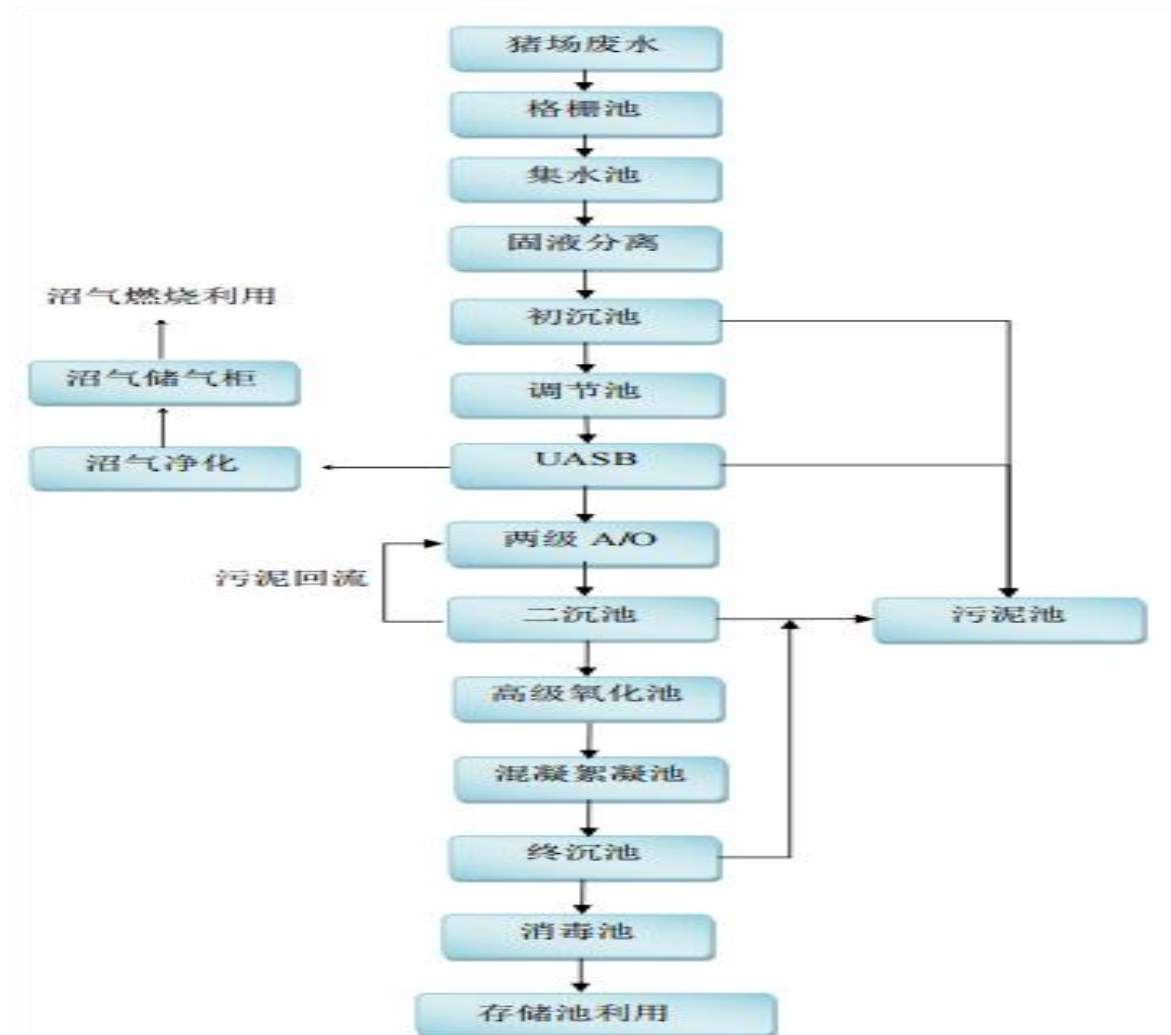 猪场废水
格栅池
集水池
固液分离
沼气燃烧利用
初沉池
沼气储气柜
调节池
沼气净化
UASB
两级 A/O
污泥回流
二沉池
污泥池
高级氧化池
混凝絮凝池
终沉池
消毒池
存储池利用